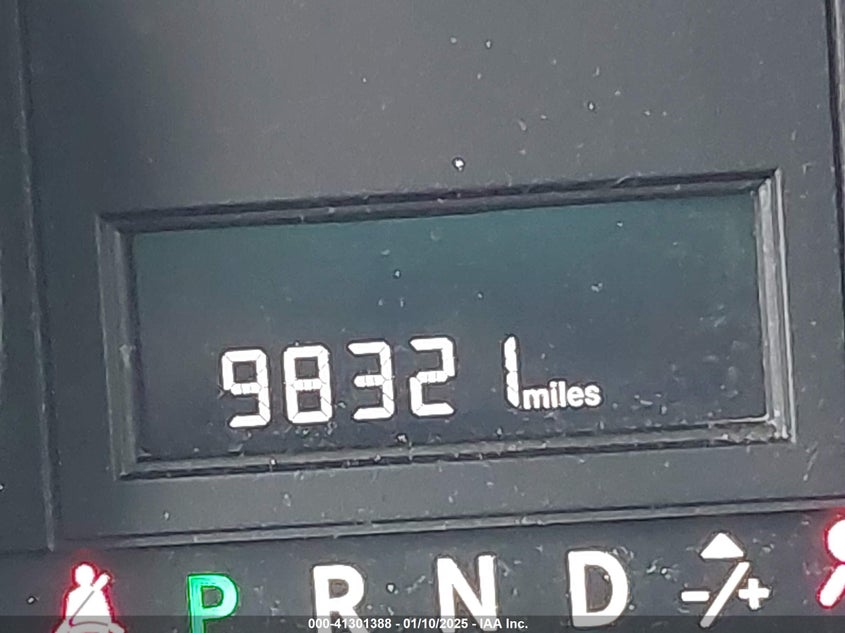 98321 miles
P R N D -/+
000-41301388 - 01/10/2025 - IAA Inc.